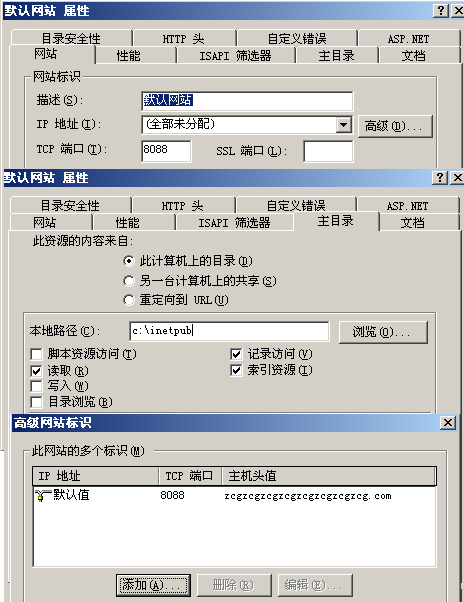 默认网站 属性
目录安全性 HTTP 头 自定义错误 ASP.NET
网站 性能 ISAPI 筛选器 主目录 文档
网站标识
描述(S): 默认网站
IP 地址(I): (全部未分配) 高级(D)...
TCP 端口(T): 8088 SSL 端口(L):
默认网站 属性
目录安全性 HTTP 头 自定义错误 ASP.NET
网站 性能 ISAPI 筛选器 主目录 文档
此资源的内容来自:
此计算机上的目录(D)
另一台计算机上的共享(S)
重定向到 URL(U)
本地路径(C): c:\inetpub 浏览(O)...
脚本资源访问(T) 记录访问(V)
读取(R) 索引资源(I)
写入(W)
目录浏览(B)
高级网站标识
此网站的多个标识(M)
IP 地址 TCP 端口 主机头值
默认值 8088 zcgzcgzcgzcgzcgzcgzcgzcg.com
添加(A)... 删除(R) 编辑(E)...